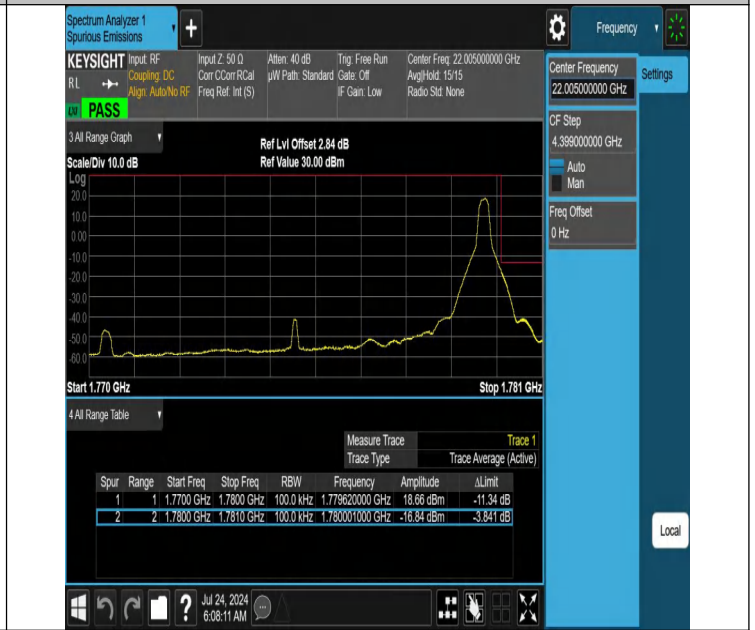 Spectrum Analyzer 1
Spurious Emissions
Frequency
KEYSIGHT
RL
Input: RF
Coupling: DC
Align: Auto/No RF
Input Z: 50 Ω
Corr CCorr RCal
Freq Ref: Int (S)
Atten: 40 dB
µW Path: Standard
Trig: Free Run
Gate: Off
IF Gain: Low
Center Freq: 22.005000000 GHz
Avg|Hold: 15/15
Radio Std: None
PASS
3 All Range Graph
Scale/Div 10.0 dB
Ref Lvl Offset 2.84 dB
Ref Value 30.00 dBm
Log
20.0
10.0
0.00
-10.0
-20.0
-30.0
-40.0
-50.0
-60.0
Start 1.770 GHz
Stop 1.781 GHz
4 All Range Table
Measure Trace Trace 1
Trace Type Trace Average (Active)
Spur Range Start Freq Stop Freq RBW Frequency Amplitude ΔLimit
1 1 1.7700 GHz 1.7800 GHz 100.0 kHz 1.779620000 GHz 18.66 dBm -11.34 dB
2 2 1.7800 GHz 1.7810 GHz 100.0 kHz 1.780001000 GHz -16.84 dBm -3.841 dB
Center Frequency
22.005000000 GHz
Settings
CF Step
4.399000000 GHz
Auto
Man
Freq Offset
0 Hz
Local
?
Jul 24, 2024
6:08:11 AM